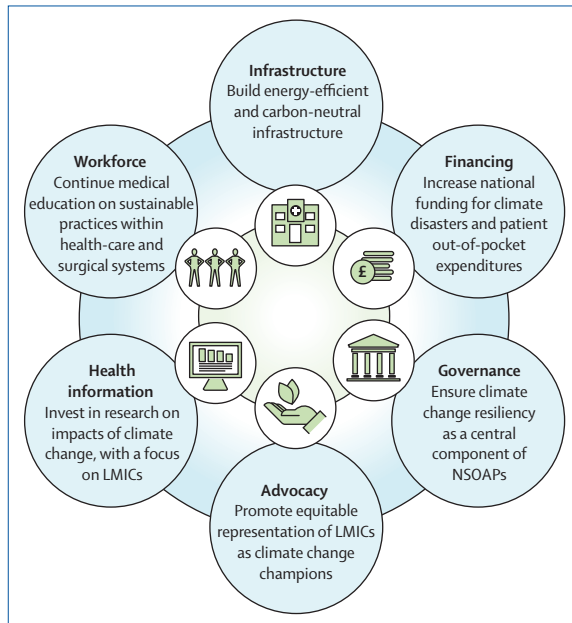 Infrastructure
Build energy-efficient
and carbon-neutral
infrastructure
Financing
Increase national
funding for climate
disasters and patient
out-of-pocket
expenditures
£
Governance
Ensure climate
change resiliency
as a central
component of
NSOAPs
Advocacy
Promote equitable
representation of LMICs
as climate change
champions
Health
information
Invest in research on
impacts of climate
change, with a focus
on LMICs
Workforce
Continue medical
education on sustainable
practices within
health-care and
surgical systems